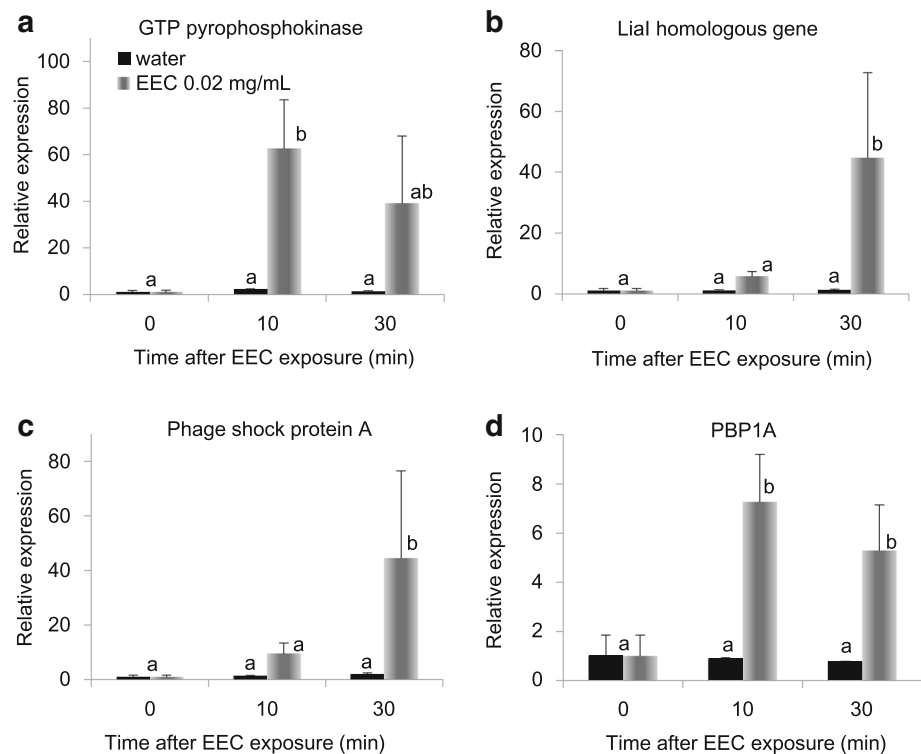 a
GTP pyrophosphokinase
water
EEC 0.02 mg/mL
Relative expression
100
80
60
40
20
0
a
a
b
a
ab
0 10 30
Time after EEC exposure (min)
b
LiaI homologous gene
Relative expression
80
60
40
20
0
a
a
a
a
b
0 10 30
Time after EEC exposure (min)
c
Phage shock protein A
Relative expression
80
60
40
20
0
a
a
a
a
b
0 10 30
Time after EEC exposure (min)
d
PBP1A
Relative expression
10
8
6
4
2
0
a
a
b
a
b
0 10 30
Time after EEC exposure (min)